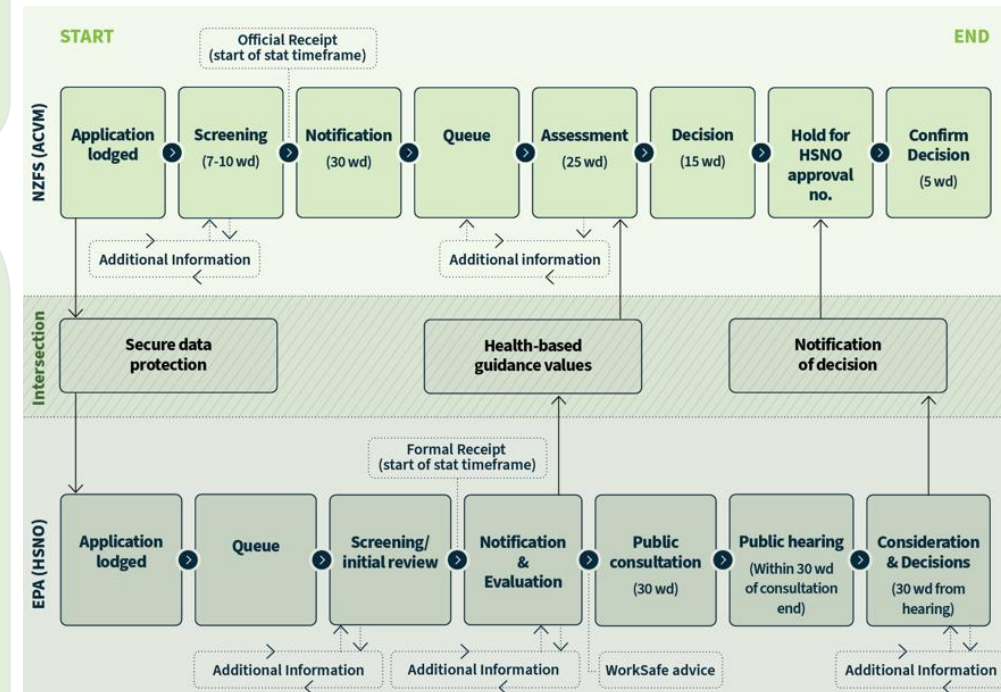 START
END
Official Receipt
(start of stat timeframe)
NZFS (ACVM)
Application
lodged
Screening
(7-10 wd)
Notification
(30 wd)
Queue
Assessment
(25 wd)
Decision
(15 wd)
Hold for
HSNO
approval
no.
Confirm
Decision
(5 wd)
Additional Information
Additional information
Intersection
Secure data
protection
Health-based
guidance values
Notification
of decision
Formal Receipt
(start of stat timeframe)
EPA (HSNO)
Application
lodged
Queue
Screening/
initial review
Notification
&
Evaluation
Public
consultation
(30 wd)
Public hearing
(Within 30 wd
of consultation
end)
Consideration
& Decisions
(30 wd from
hearing)
Additional Information
Additional Information
WorkSafe advice
Additional Information